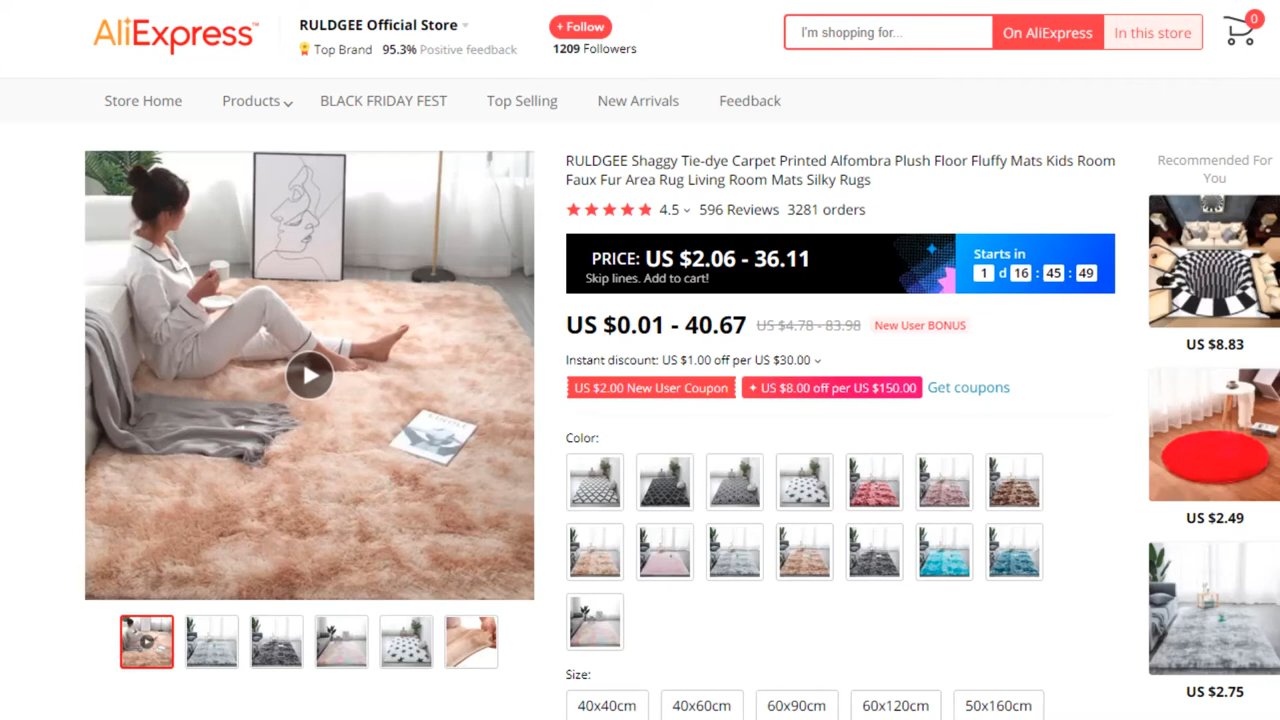 AliExpress™
RULDGEE Official Store
Top Brand 95.3% Positive feedback
+ Follow
1209 Followers
I'm shopping for...
On AliExpress
In this store
0
Store Home
Products
BLACK FRIDAY FEST
Top Selling
New Arrivals
Feedback
RULDGEE Shaggy Tie-dye Carpet Printed Alfombra Plush Floor Fluffy Mats Kids Room
Faux Fur Area Rug Living Room Mats Silky Rugs
4.5 596 Reviews 3281 orders
PRICE: US $2.06 - 36.11
Skip lines. Add to cart!
Starts in
1 d 16 : 45 : 49
US $0.01 - 40.67 US $4.78 - 83.98 New User BONUS
Instant discount: US $1.00 off per US $30.00
US $2.00 New User Coupon
US $8.00 off per US $150.00
Get coupons
Color:
Size:
40x40cm
40x60cm
60x90cm
60x120cm
50x160cm
Recommended For
You
US $8.83
US $2.49
US $2.75